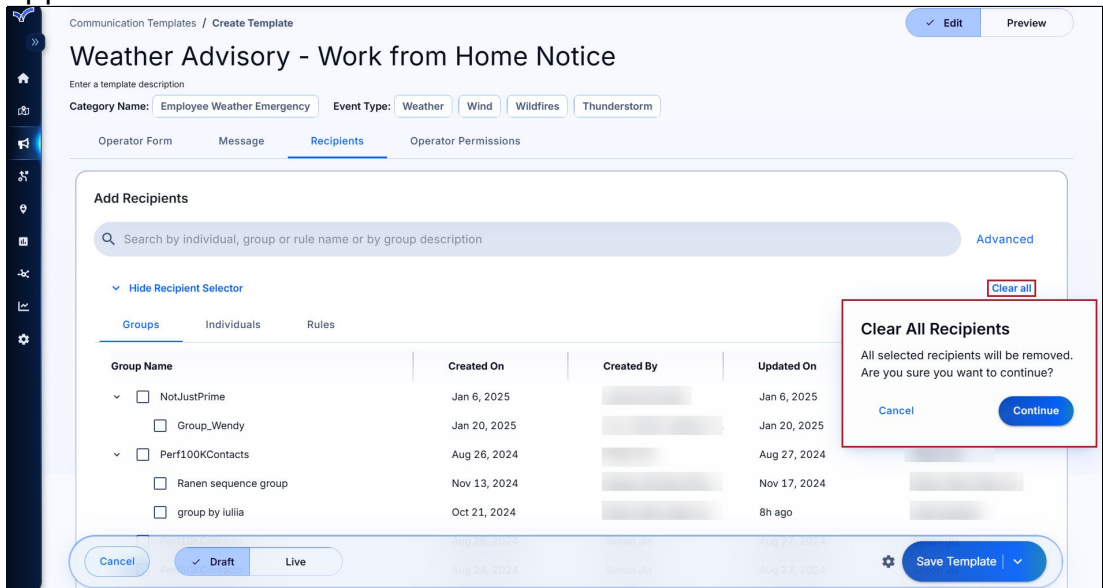 Communication Templates / Create Template
Edit Preview
Weather Advisory - Work from Home Notice
Enter a template description
Category Name: Employee Weather Emergency Event Type: Weather Wind Wildfires Thunderstorm
Operator Form Message Recipients Operator Permissions
Add Recipients
Search by individual, group or rule name or by group description
Advanced
Hide Recipient Selector
Clear all
Groups Individuals Rules
Clear All Recipients
All selected recipients will be removed.
Are you sure you want to continue?
Cancel Continue
Group Name Created On Created By Updated On
NotJustPrime Jan 6, 2025 Jan 6, 2025
Group_Wendy Jan 20, 2025 Jan 20, 2025
Perf100KContacts Aug 26, 2024 Aug 27, 2024
Ranen sequence group Nov 13, 2024 Nov 17, 2024
group by iuliia Oct 21, 2024 8h ago
Cancel Draft Live Save Template